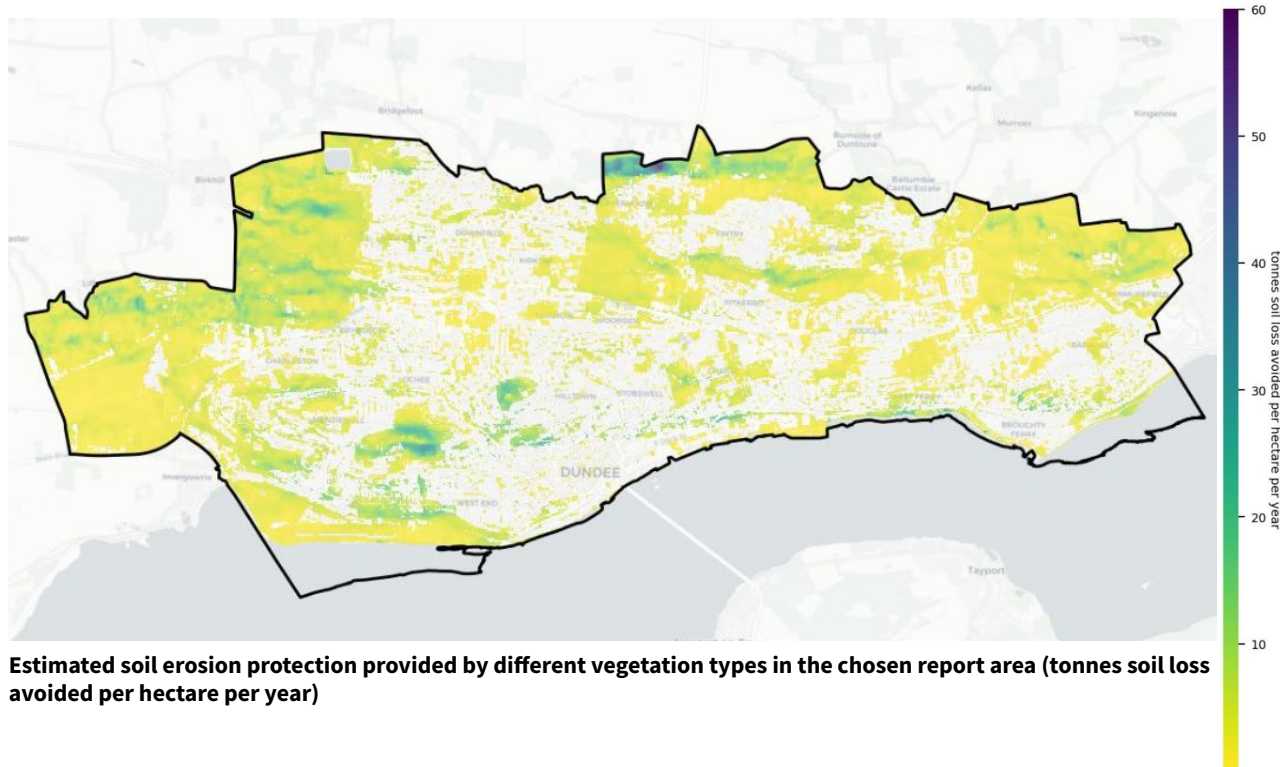 60
Bridgefoot
Kellas
Kingennie
Murroes
50
Burnside of
Duntrune
Birkhill
Ballumbie
Castle Estate
40
DOWNFIELD
FINTRY
PITKERRO
DOUGLAS
CHARLESTON
LOCHEE
30
HILLTOWN
STOBSWELL
WEST FERRY
MENZIESHILL
BROUGHTY
FERRY
DUNDEE
Invergowrie
WEST END
20
Tayport
10
tonnes soil loss avoided per hectare per year
Estimated soil erosion protection provided by different vegetation types in the chosen report area (tonnes soil loss
avoided per hectare per year)